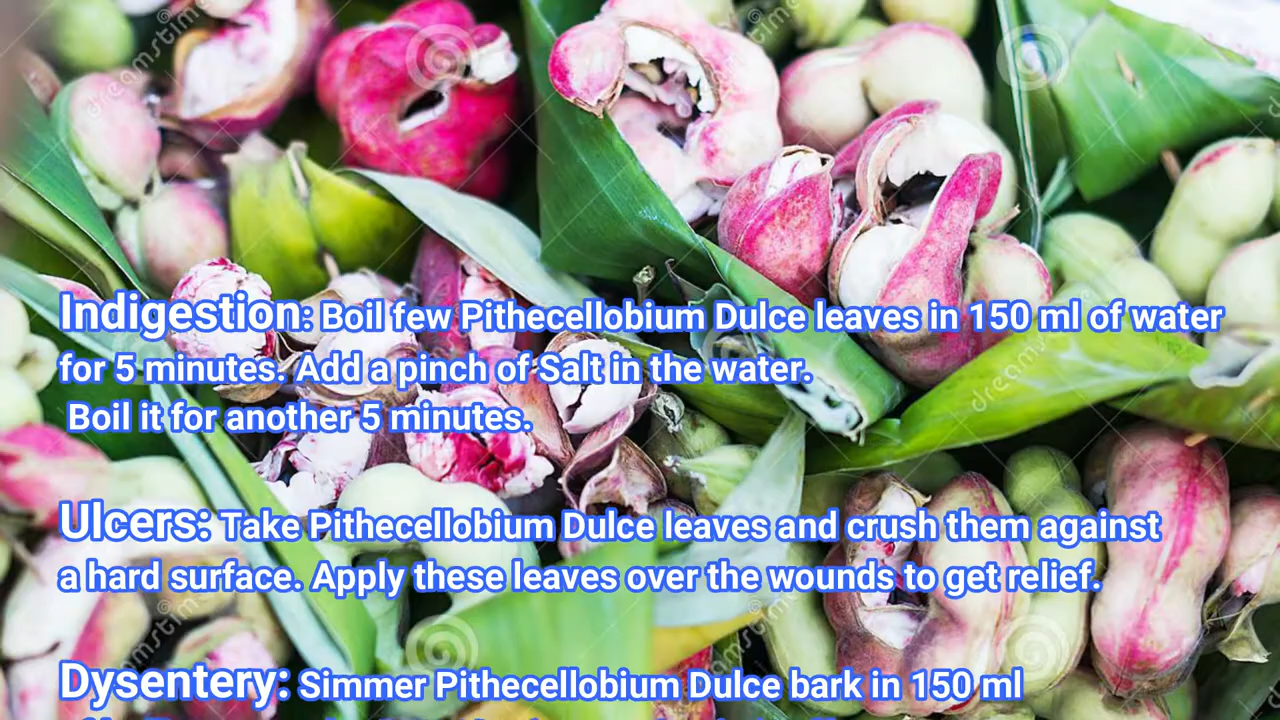 Indigestion: Boil few Pithecellobium Dulce leaves in 150 ml of water
for 5 minutes. Add a pinch of Salt in the water.
Boil it for another 5 minutes.
Ulcers: Take Pithecellobium Dulce leaves and crush them against
a hard surface. Apply these leaves over the wounds to get relief.
Dysentery: Simmer Pithecellobium Dulce bark in 150 ml